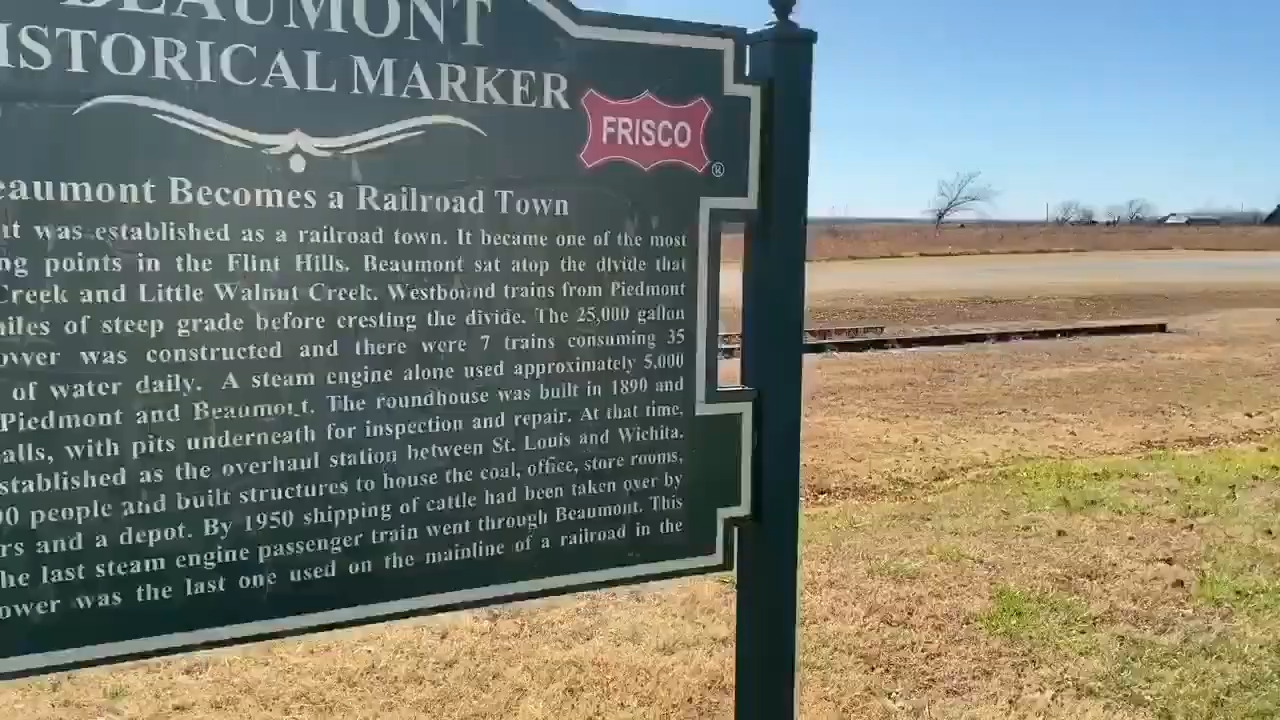 BEAUMONT
ISTORICAL MARKER
FRISCO
®
eaumont Becomes a Railroad Town
nt was established as a railroad town. It became one of the most
ng points in the Flint Hills. Beaumont sat atop the divide that
Creek and Little Walnut Creek. Westbound trains from Piedmont
miles of steep grade before cresting the divide. The 25,000 gallon
ower was constructed and there were 7 trains consuming 35
of water daily. A steam engine alone used approximately 5,000
Piedmont and Beaumont. The roundhouse was built in 1890 and
alls, with pits underneath for inspection and repair. At that time,
stablished as the overhaul station between St. Louis and Wichita.
00 people and built structures to house the coal, office, store rooms,
rs and a depot. By 1950 shipping of cattle had been taken over by
he last steam engine passenger train went through Beaumont. This
ower was the last one used on the mainline of a railroad in the